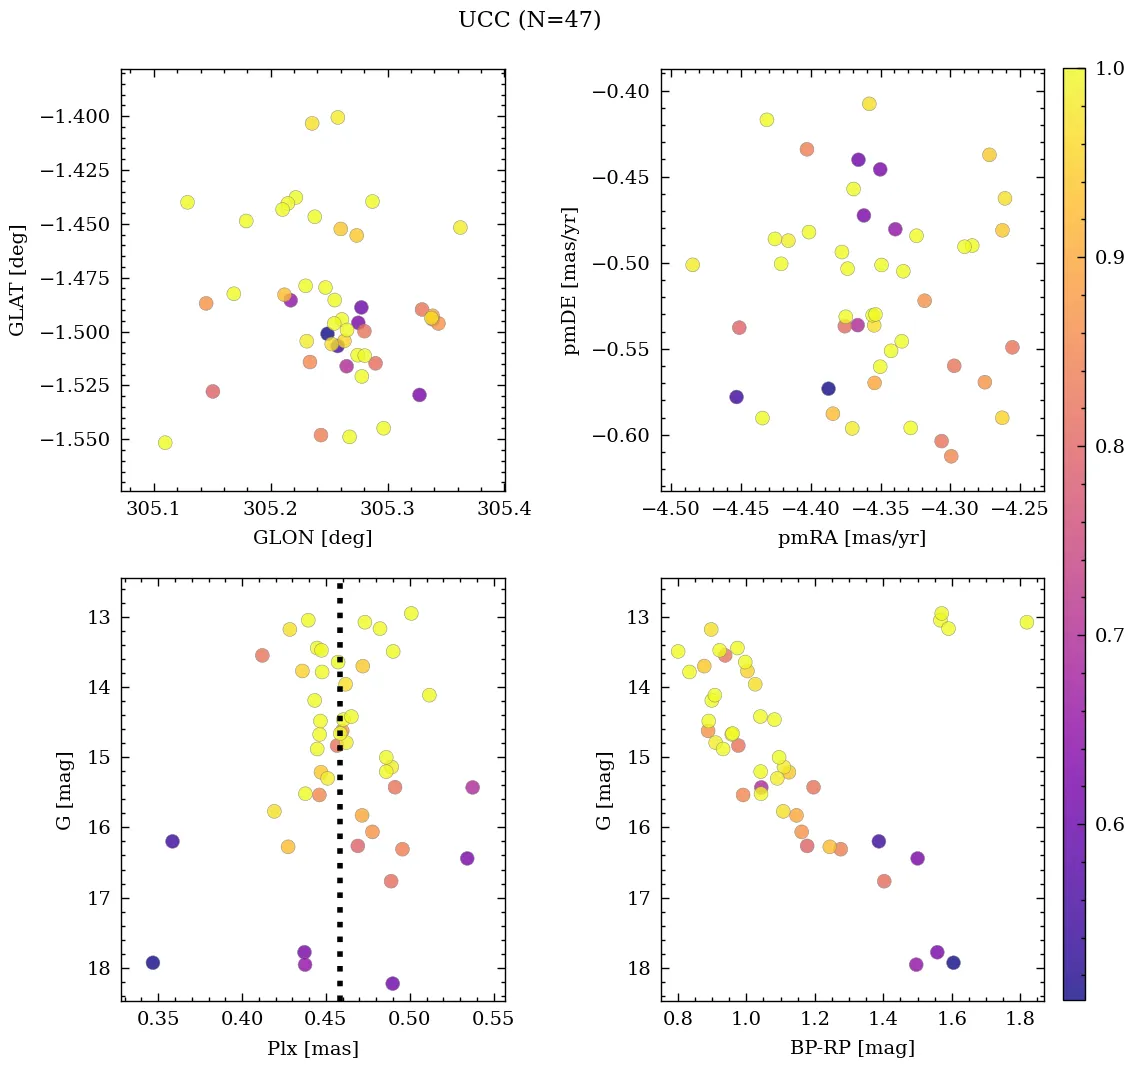 UCC (N=47)
−1.400
−1.425
−1.450
−1.475
−1.500
−1.525
−1.550
GLAT [deg]
305.1 305.2 305.3 305.4
GLON [deg]
−0.40
−0.45
−0.50
−0.55
−0.60
pmDE [mas/yr]
−4.50 −4.45 −4.40 −4.35 −4.30 −4.25
pmRA [mas/yr]
13
14
15
16
17
18
G [mag]
0.35 0.40 0.45 0.50 0.55
Plx [mas]
13
14
15
16
17
18
G [mag]
0.8 1.0 1.2 1.4 1.6 1.8
BP-RP [mag]
1.0
0.9
0.8
0.7
0.6